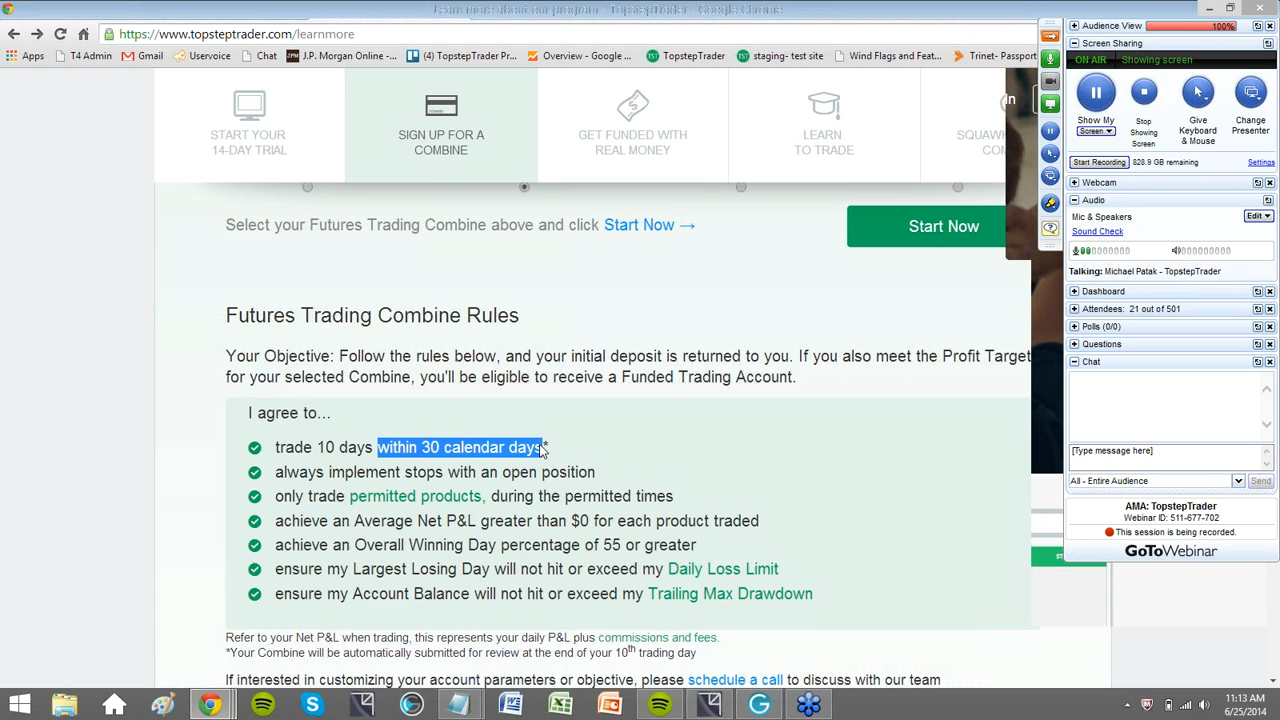 Learn more about our program - TopstepTrader - Google Chrome
https://www.topsteptrader.com/learnmore
Apps T4 Admin Gmail Uservoice Chat J.P. Morgan Online -... (4) TopstepTrader Pr... Overview - Google ... TopstepTrader staging- test site Wind Flags and Feat... Trinet- Passport
START YOUR
14-DAY TRIAL
SIGN UP FOR A
COMBINE
GET FUNDED WITH
REAL MONEY
LEARN
TO TRADE
SQUAWK
COM
In
Select your Futures Trading Combine above and click Start Now →
Start Now
Futures Trading Combine Rules
Your Objective: Follow the rules below, and your initial deposit is returned to you. If you also meet the Profit Target
for your selected Combine, you'll be eligible to receive a Funded Trading Account.
I agree to...
trade 10 days within 30 calendar days*
always implement stops with an open position
only trade permitted products, during the permitted times
achieve an Average Net P&L greater than $0 for each product traded
achieve an Overall Winning Day percentage of 55 or greater
ensure my Largest Losing Day will not hit or exceed my Daily Loss Limit
ensure my Account Balance will not hit or exceed my Trailing Max Drawdown
Refer to your Net P&L when trading, this represents your daily P&L plus commissions and fees.
*Your Combine will be automatically submitted for review at the end of your 10th trading day
If interested in customizing your account parameters or objective, please schedule a call to discuss with our team
Audience View 100%
Screen Sharing
ON AIR Showing screen
Show My
Screen
Stop
Showing
Screen
Give
Keyboard
& Mouse
Change
Presenter
Start Recording 828.9 GB remaining Settings
Webcam
Audio
Mic & Speakers Edit
Sound Check
Talking: Michael Patak - TopstepTrader
Dashboard
Attendees: 21 out of 501
Polls (0/0)
Questions
Chat
[Type message here]
All - Entire Audience Send
AMA: TopstepTrader
Webinar ID: 511-677-702
This session is being recorded.
GoToWebinar
11:13 AM
6/25/2014